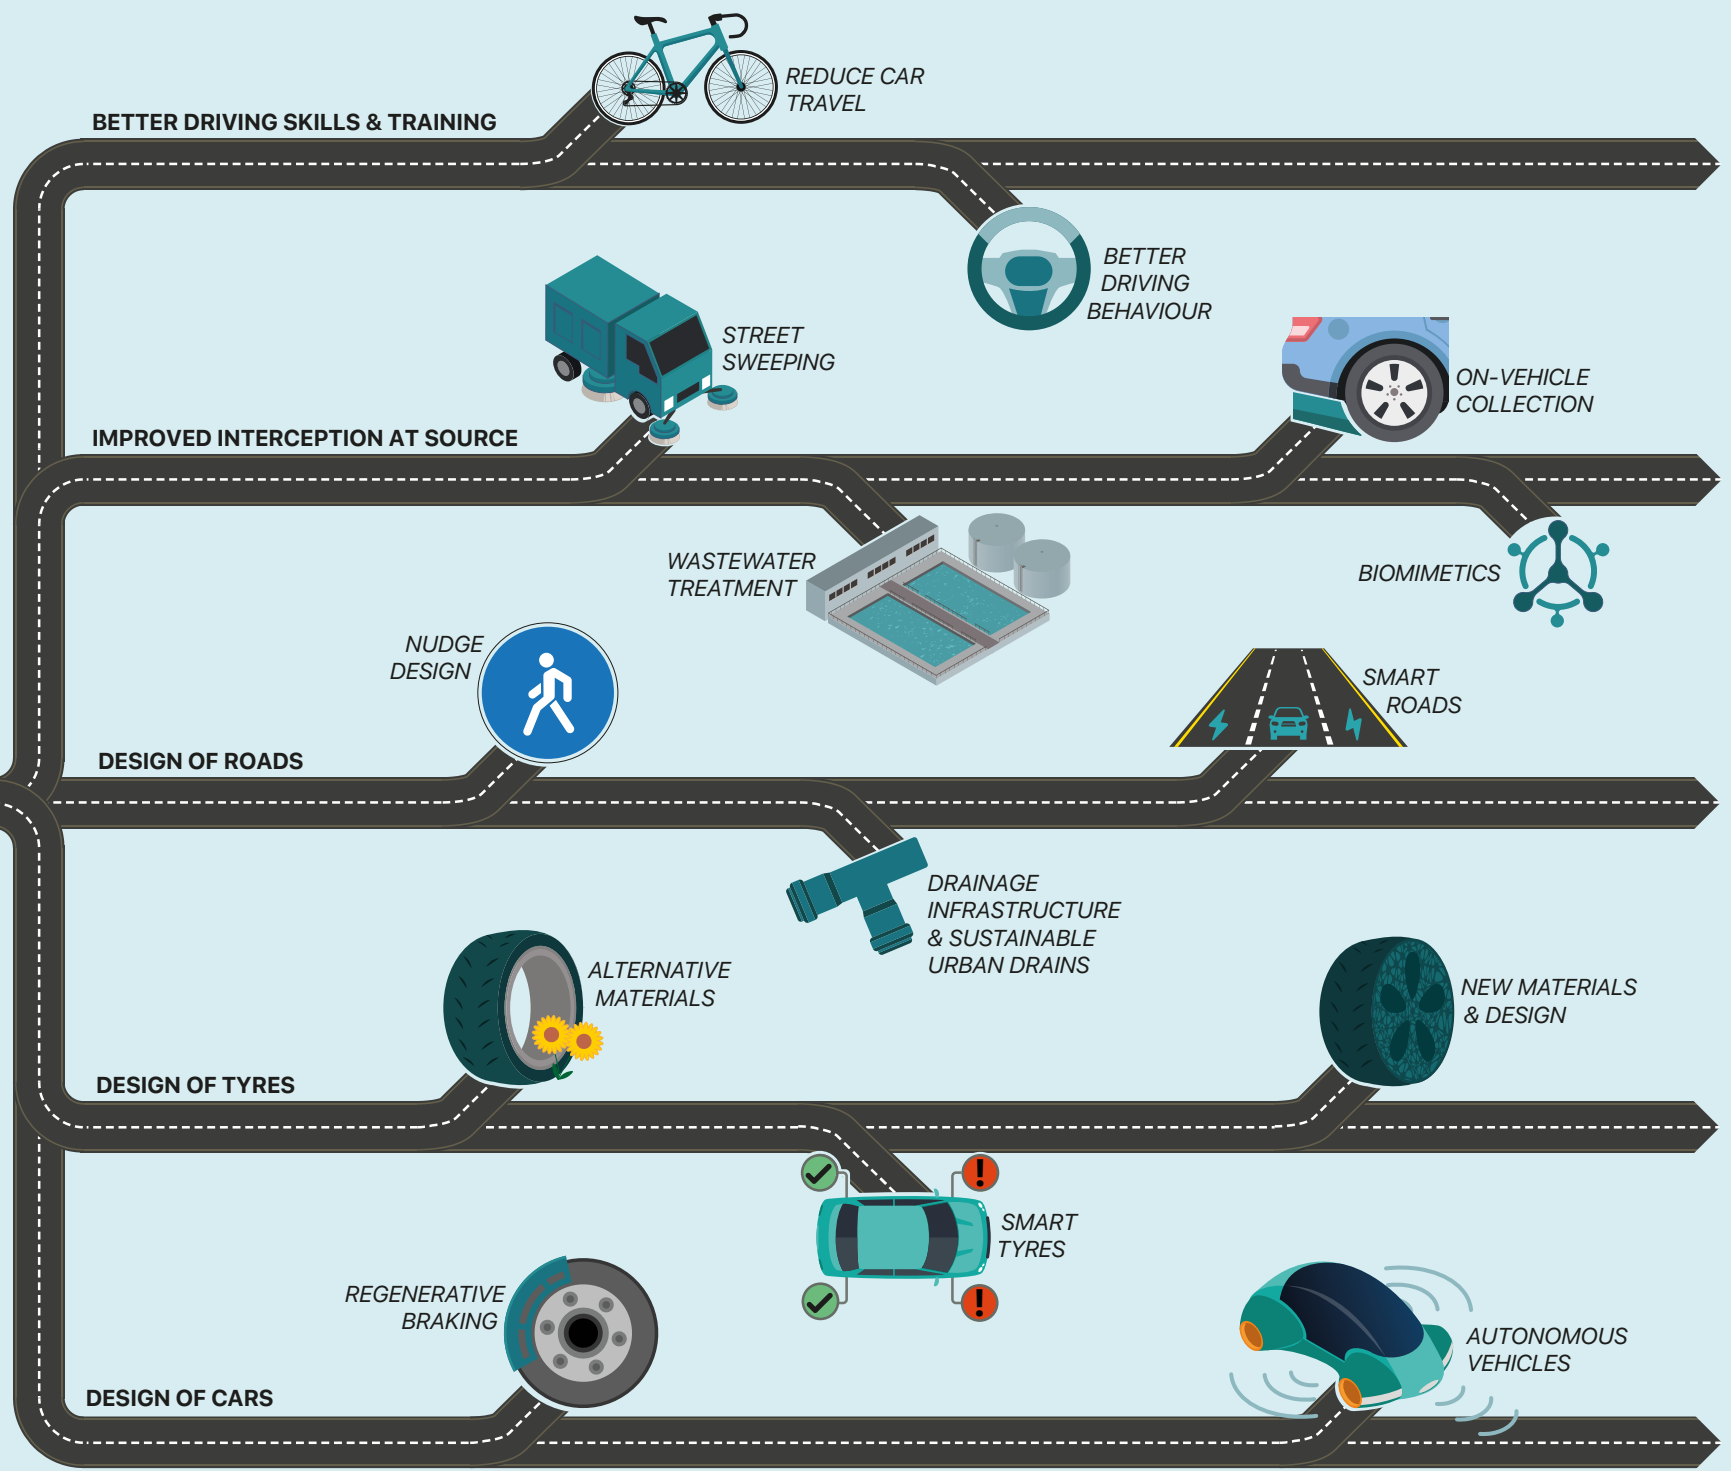 REDUCE CAR
TRAVEL
BETTER DRIVING SKILLS & TRAINING
BETTER
DRIVING
BEHAVIOUR
STREET
SWEEPING
ON-VEHICLE
COLLECTION
IMPROVED INTERCEPTION AT SOURCE
WASTEWATER
TREATMENT
BIOMIMETICS
NUDGE
DESIGN
SMART
ROADS
DESIGN OF ROADS
DRAINAGE
INFRASTRUCTURE
& SUSTAINABLE
URBAN DRAINS
ALTERNATIVE
MATERIALS
NEW MATERIALS
& DESIGN
DESIGN OF TYRES
SMART
TYRES
REGENERATIVE
BRAKING
AUTONOMOUS
VEHICLES
DESIGN OF CARS